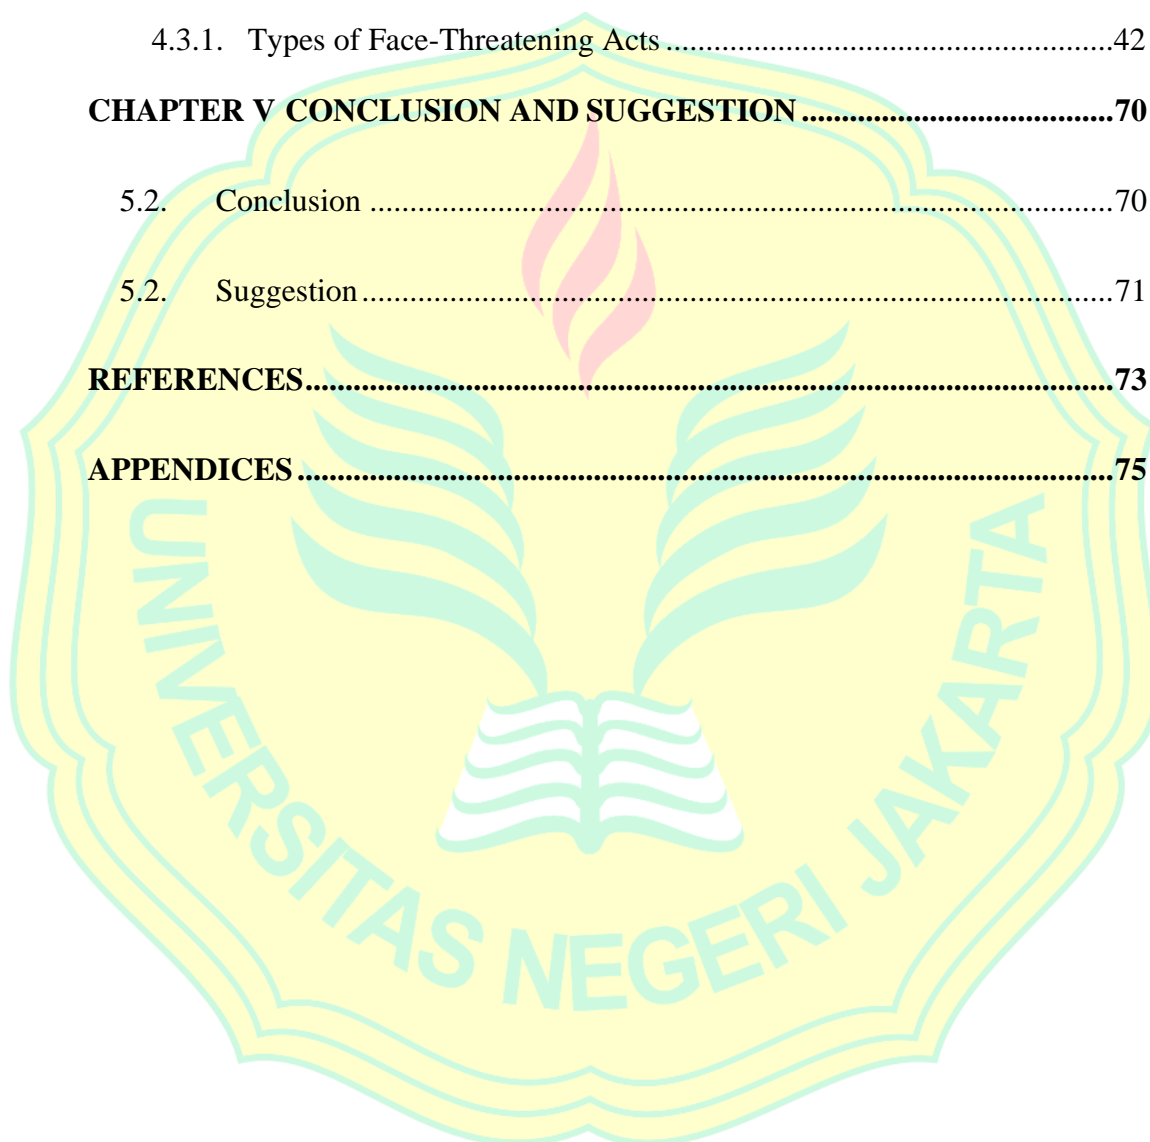 4.3.1. Types of Face-Threatening Acts ........................................................42
CHAPTER V CONCLUSION AND SUGGESTION .......................................70
5.2. Conclusion .............................................................................................70
5.2. Suggestion ...........................................................................................71
REFERENCES.....................................................................................................73
APPENDICES ......................................................................................................75
UNIVERSITAS NEGERI JAKARTA